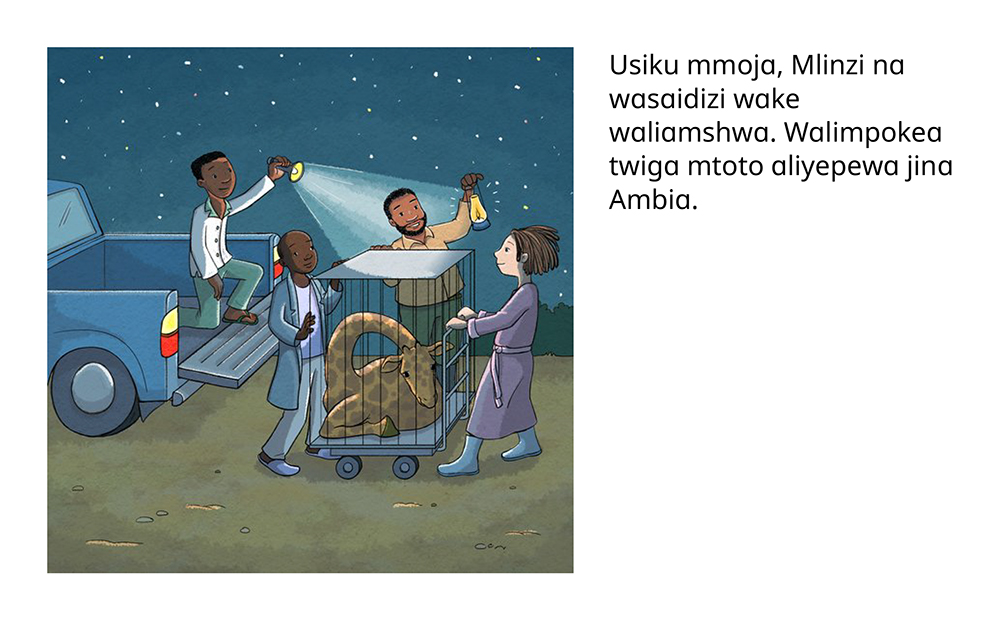 Usiku mmoja, Mlinzi na
wasaidizi wake
waliamshwa. Walimpokea
twiga mtoto aliyepewa jina
Ambia.